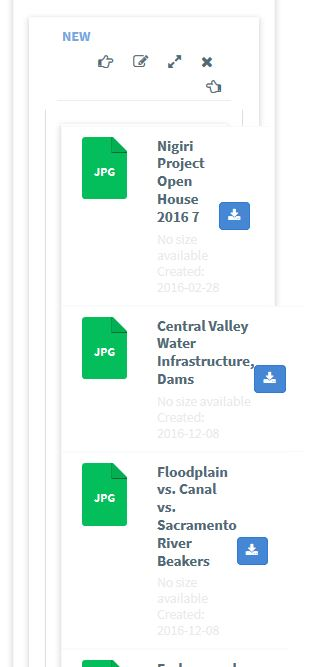 NEW
JPG
Nigiri
Project
Open
House
2016 7
No size
available
Created:
2016-02-28
JPG
Central Valley
Water
Infrastructure,
Dams
No size available
Created:
2016-12-08
JPG
Floodplain
vs. Canal
vs.
Sacramento
River
Beakers
No size
available
Created:
2016-12-08